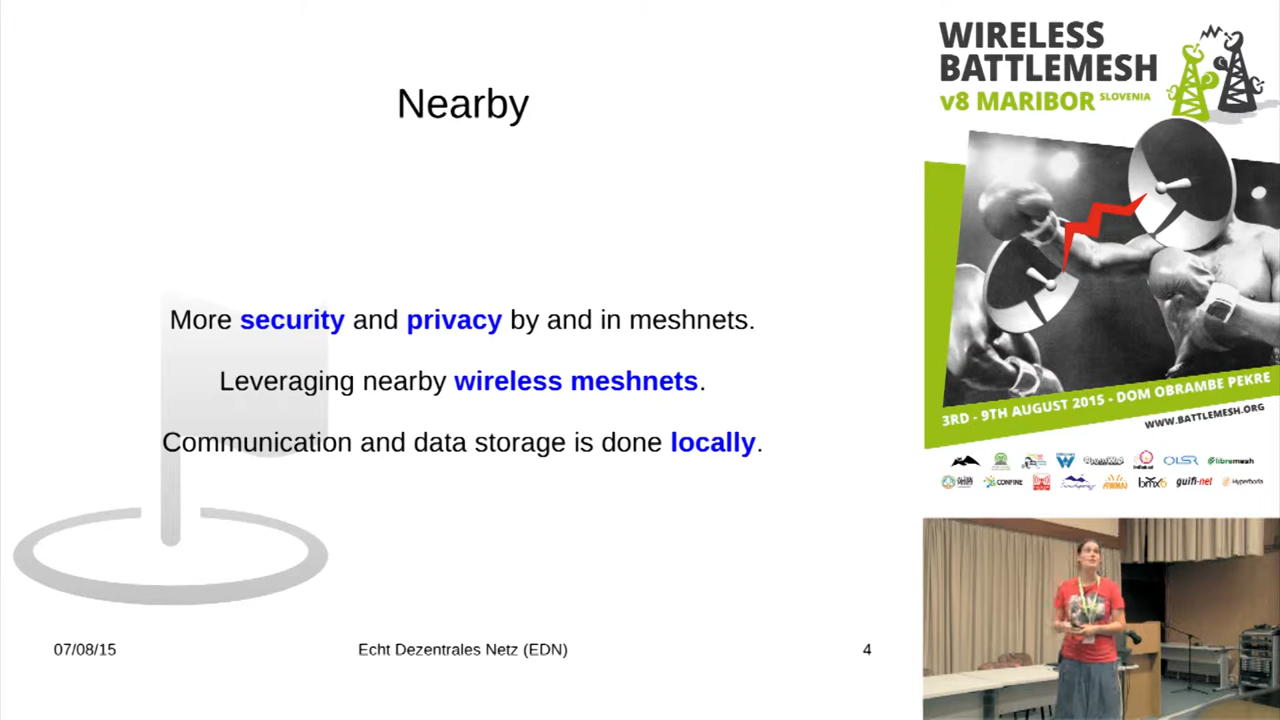 Nearby
More security and privacy by and in meshnets.
Leveraging nearby wireless meshnets.
Communication and data storage is done locally.
07/08/15
Echt Dezentrales Netz (EDN)
4
WIRELESS
BATTLEMESH
v8 MARIBOR SLOVENIA
3RD - 9TH AUGUST 2015 - DOM OBRAMBE PEKRE
WWW.BATTLEMESH.ORG
OLSR
libremesh
CONFINE
bmx6
guifi·net
Hyperboria